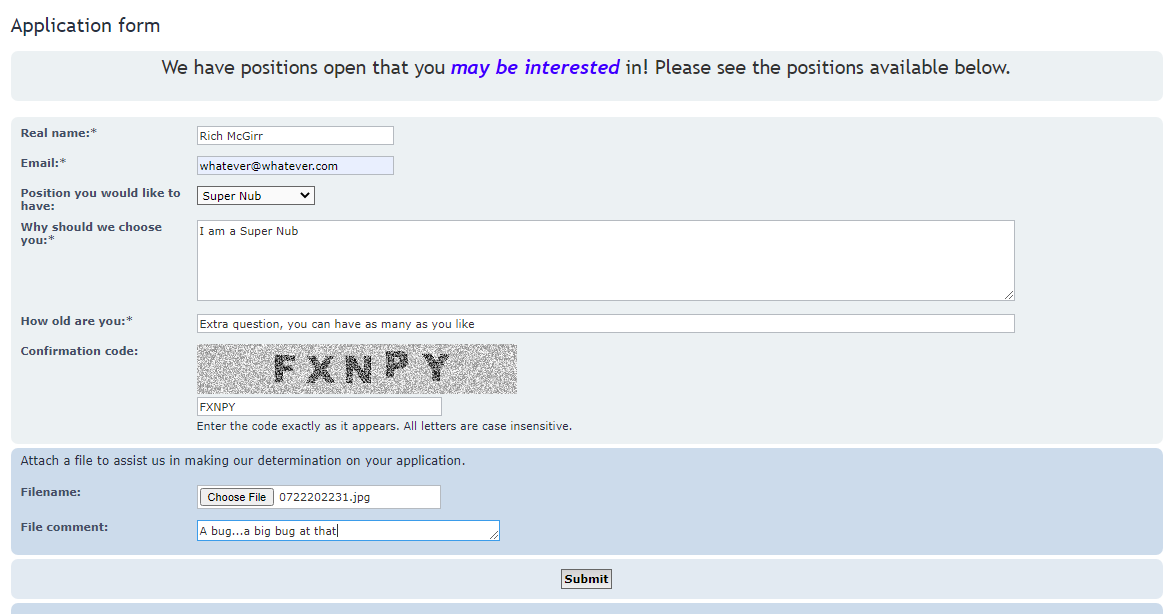 Application form
We have positions open that you may be interested in! Please see the positions available below.
Real name:* Rich McGirr
Email:* whatever@whatever.com
Position you would like to
have: Super Nub
Why should we choose
you:* I am a Super Nub
How old are you:* Extra question, you can have as many as you like
Confirmation code: FXNPY
FXNPY
Enter the code exactly as it appears. All letters are case insensitive.
Attach a file to assist us in making our determination on your application.
Filename: Choose File 0722202231.jpg
File comment: A bug...a big bug at that
Submit